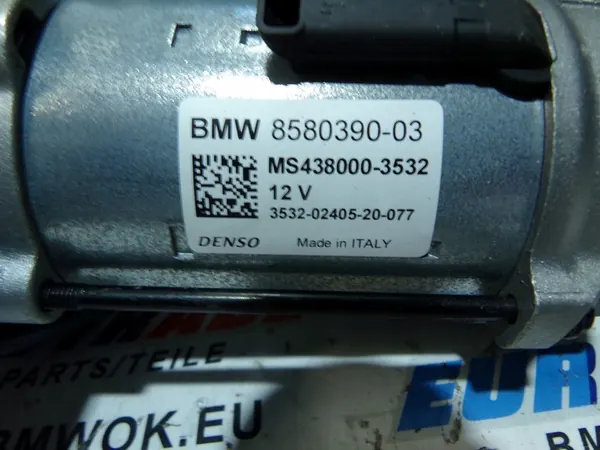 BMW 8580390-03
MS438000-3532
12 V
3532-02405-20-077
DENSO Made in ITALY
PARTS/TEILE
EUR
BMWOK.EU
BM